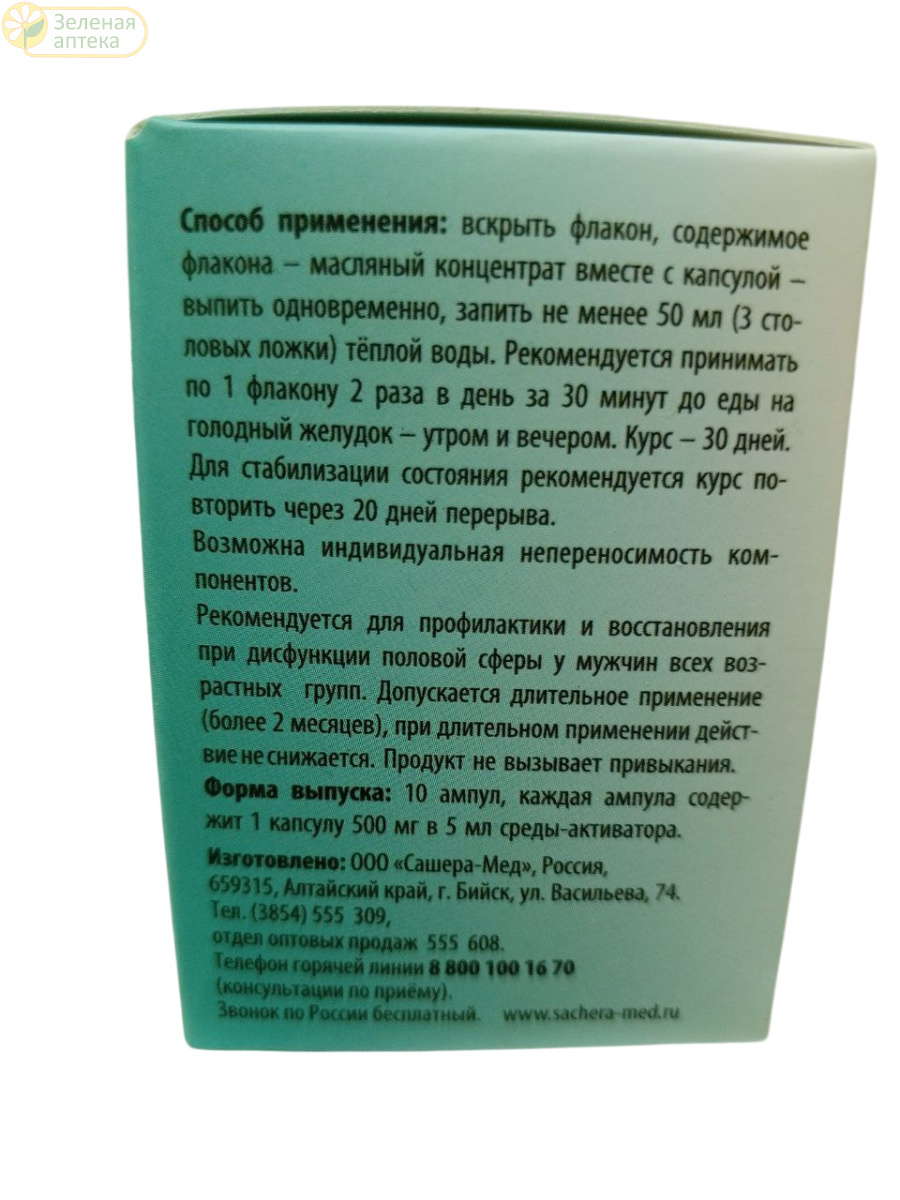 Зеленая
аптека
Способ применения: вскрыть флакон, содержимое
флакона – масляный концентрат вместе с капсулой –
выпить одновременно, запить не менее 50 мл (3 сто-
ловых ложки) тёплой воды. Рекомендуется принимать
по 1 флакону 2 раза в день за 30 минут до еды на
голодный желудок – утром и вечером. Курс – 30 дней.
Для стабилизации состояния рекомендуется курс по-
вторить через 20 дней перерыва.
Возможна индивидуальная непереносимость ком-
понентов.
Рекомендуется для профилактики и восстановления
при дисфункции половой сферы у мужчин всех воз-
растных групп. Допускается длительное применение
(более 2 месяцев), при длительном применении дейст-
вие не снижается. Продукт не вызывает привыкания.
Форма выпуска: 10 ампул, каждая ампула содер-
жит 1 капсулу 500 мг в 5 мл среды-активатора.
Изготовлено: ООО «Сашера-Мед», Россия,
659315, Алтайский край, г. Бийск, ул. Васильева, 74.
Тел. (3854) 555 309,
отдел оптовых продаж 555 608.
Телефон горячей линии 8 800 100 16 70
(консультации по приёму).
Звонок по России бесплатный. www.sachera-med.ru